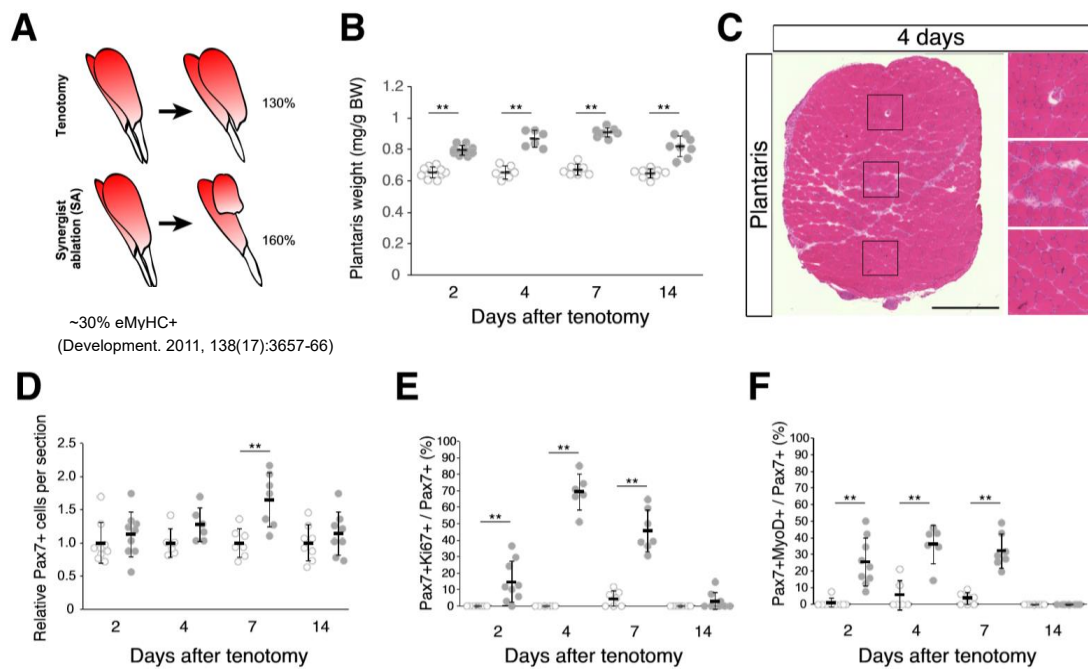 A
Tenotomy
130%
Synergist
ablation (SA)
160%
~30% eMyHC+
(Development. 2011, 138(17):3657-66)
B
Plantaris weight (mg/g BW)
1.2
1
0.8
0.6
0.4
0.2
0
** ** ** **
2 4 7 14
Days after tenotomy
C
4 days
Plantaris
D
Relative Pax7+ cells per section
2.5
2.0
1.5
1.0
0.5
0
**
2 4 7 14
Days after tenotomy
E
Pax7+Ki67+ / Pax7+ (%)
100
90
80
70
60
50
40
30
20
10
0
** ** **
2 4 7 14
Days after tenotomy
F
Pax7+MyoD+ / Pax7+ (%)
100
90
80
70
60
50
40
30
20
10
0
** ** **
2 4 7 14
Days after tenotomy